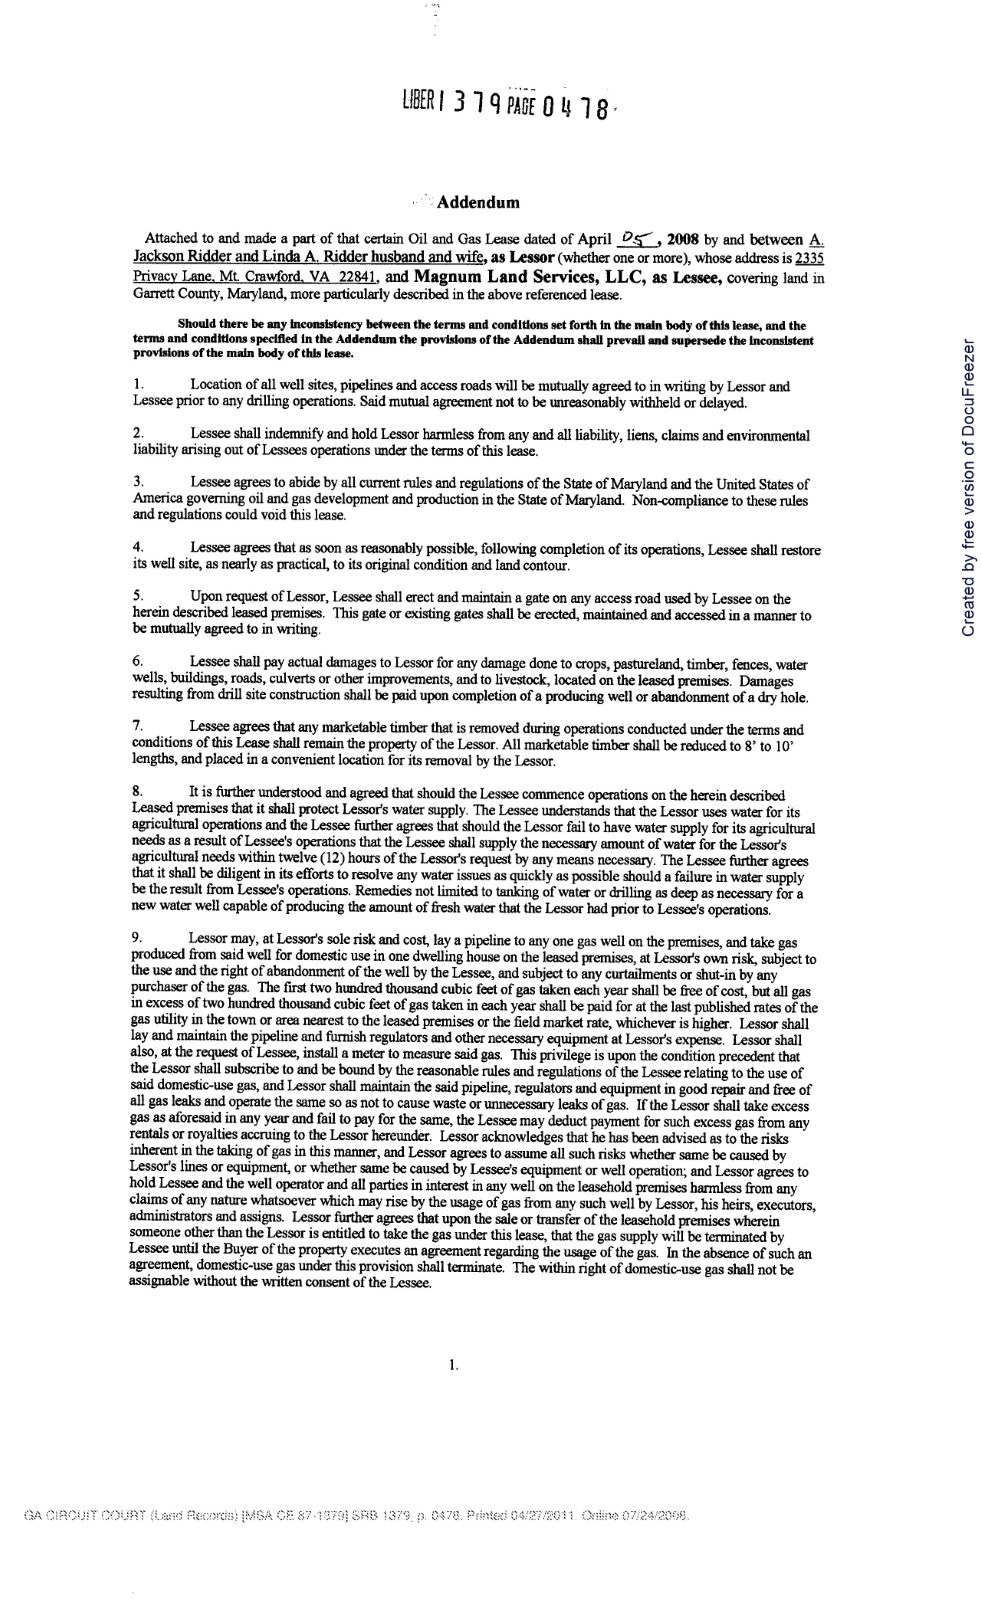 LIBER 1 3 7 9 PAGE 0 4 7 8
Addendum
Attached to and made a part of that certain Oil and Gas Lease dated of April 05, 2008 by and between A.
Jackson Ridder and Linda A. Ridder husband and wife, as Lessor (whether one or more), whose address is 2335
Privacy Lane, Mt. Crawford, VA 22841, and Magnum Land Services, LLC, as Lessee, covering land in
Garrett County, Maryland, more particularly described in the above referenced lease.
Should there be any inconsistency between the terms and conditions set forth in the main body of this lease, and the
terms and conditions specified in the Addendum the provisions of the Addendum shall prevail and supersede the inconsistent
provisions of the main body of this lease.
1. Location of all well sites, pipelines and access roads will be mutually agreed to in writing by Lessor and
Lessee prior to any drilling operations. Said mutual agreement not to be unreasonably withheld or delayed.
2. Lessee shall indemnify and hold Lessor harmless from any and all liability, liens, claims and environmental
liability arising out of Lessees operations under the terms of this lease.
3. Lessee agrees to abide by all current rules and regulations of the State of Maryland and the United States of
America governing oil and gas development and production in the State of Maryland. Non-compliance to these rules
and regulations could void this lease.
4. Lessee agrees that as soon as reasonably possible, following completion of its operations, Lessee shall restore
its well site, as nearly as practical, to its original condition and land contour.
5. Upon request of Lessor, Lessee shall erect and maintain a gate on any access road used by Lessee on the
herein described leased premises. This gate or existing gates shall be erected, maintained and accessed in a manner to
be mutually agreed to in writing.
6. Lessee shall pay actual damages to Lessor for any damage done to crops, pastureland, timber, fences, water
wells, buildings, roads, culverts or other improvements, and to livestock, located on the leased premises. Damages
resulting from drill site construction shall be paid upon completion of a producing well or abandonment of a dry hole.
7. Lessee agrees that any marketable timber that is removed during operations conducted under the terms and
conditions of this Lease shall remain the property of the Lessor. All marketable timber shall be reduced to 8' to 10'
lengths, and placed in a convenient location for its removal by the Lessor.
8. It is further understood and agreed that should the Lessee commence operations on the herein described
Leased premises that it shall protect Lessor's water supply. The Lessee understands that the Lessor uses water for its
agricultural operations and the Lessee further agrees that should the Lessor fail to have water supply for its agricultural
needs as a result of Lessee's operations that the Lessee shall supply the necessary amount of water for the Lessor's
agricultural needs within twelve (12) hours of the Lessor's request by any means necessary. The Lessee further agrees
that it shall be diligent in its efforts to resolve any water issues as quickly as possible should a failure in water supply
be the result from Lessee's operations. Remedies not limited to tanking of water or drilling as deep as necessary for a
new water well capable of producing the amount of fresh water that the Lessor had prior to Lessee's operations.
9. Lessor may, at Lessor's sole risk and cost, lay a pipeline to any one gas well on the premises, and take gas
produced from said well for domestic use in one dwelling house on the leased premises, at Lessor's own risk, subject to
the use and the right of abandonment of the well by the Lessee, and subject to any curtailments or shut-in by any
purchaser of the gas. The first two hundred thousand cubic feet of gas taken each year shall be free of cost, but all gas
in excess of two hundred thousand cubic feet of gas taken in each year shall be paid for at the last published rates of the
gas utility in the town or area nearest to the leased premises or the field market rate, whichever is higher. Lessor shall
lay and maintain the pipeline and furnish regulators and other necessary equipment at Lessor's expense. Lessor shall
also, at the request of Lessee, install a meter to measure said gas. This privilege is upon the condition precedent that
the Lessor shall subscribe to and be bound by the reasonable rules and regulations of the Lessee relating to the use of
said domestic-use gas, and Lessor shall maintain the said pipeline, regulators and equipment in good repair and free of
all gas leaks and operate the same so as not to cause waste or unnecessary leaks of gas. If the Lessor shall take excess
gas as aforesaid in any year and fail to pay for the same, the Lessee may deduct payment for such excess gas from any
rentals or royalties accruing to the Lessor hereunder. Lessor acknowledges that he has been advised as to the risks
inherent in the taking of gas in this manner, and Lessor agrees to assume all such risks whether same be caused by
Lessor's lines or equipment, or whether same be caused by Lessee's equipment or well operation; and Lessor agrees to
hold Lessee and the well operator and all parties in interest in any well on the leasehold premises harmless from any
claims of any nature whatsoever which may rise by the usage of gas from any such well by Lessor, his heirs, executors,
administrators and assigns. Lessor further agrees that upon the sale or transfer of the leasehold premises wherein
someone other than the Lessor is entitled to take the gas under this lease, that the gas supply will be terminated by
Lessee until the Buyer of the property executes an agreement regarding the usage of the gas. In the absence of such an
agreement, domestic-use gas under this provision shall terminate. The within right of domestic-use gas shall not be
assignable without the written consent of the Lessee.
1.
GA CIRCUIT COURT (Land Records) [MSA CE 87-1379] SRB 1379, p. 0478. Printed 04/27/2011. Online 07/24/2008.
Created by free version of DocuFreezer